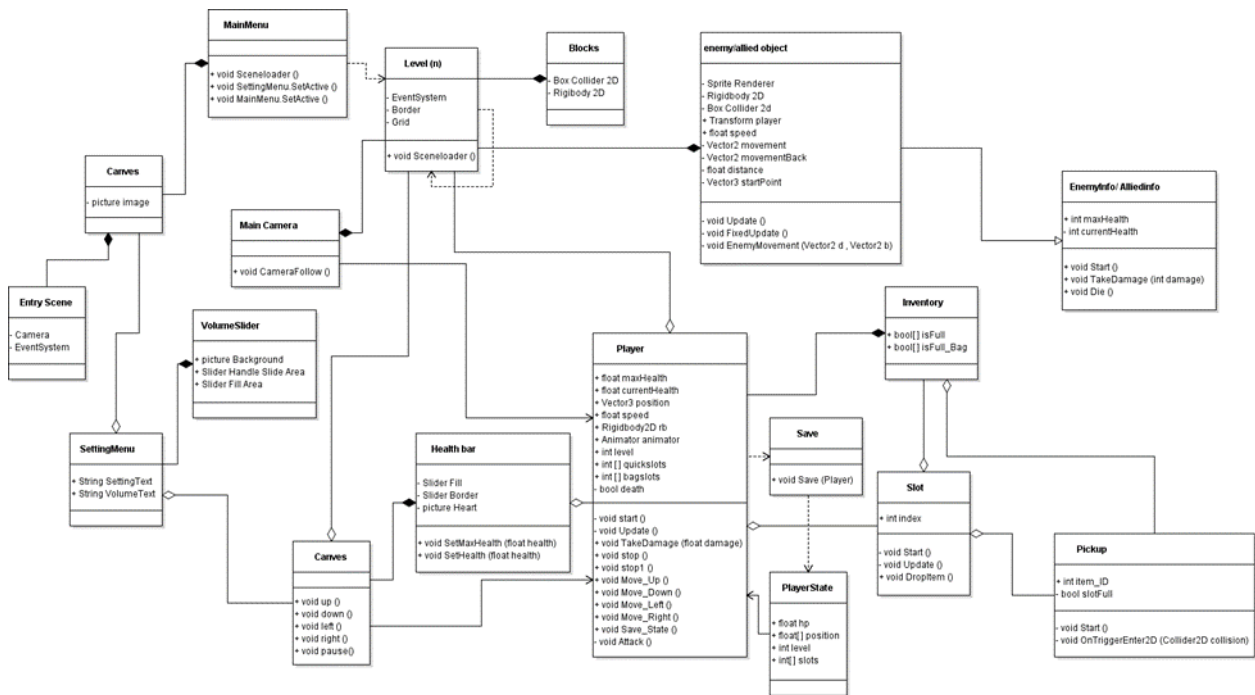 MainMenu
+ void Sceneloader ()
+ void SettingMenu.SetActive ()
+ void MainMenu.SetActive ()
Level (n)
- EventSystem
- Border
- Grid
+ void Sceneloader ()
Blocks
- Box Collider 2D
- Rigibody 2D
enemy/allied object
- Sprite Renderer
- Rigidbody 2D
- Box Collider 2d
+ Transform player
+ float speed
- Vector2 movement
- Vector2 movementBack
- float distance
- Vector3 startPoint
- void Update ()
- void FixedUpdate ()
- void EnemyMovement (Vector2 d , Vector2 b)
EnemyInfo/ Alliedinfo
+ int maxHealth
- int currentHealth
+ void Start ()
+ void TakeDamage (int damage)
+ void Die ()
Canves
- picture image
Main Camera
+ void CameraFollow ()
Entry Scene
- Camera
- EventSystem
VolumeSlider
+ picture Background
+ Slider Handle Slide Area
+ Slider Fill Area
SettingMenu
+ String SettingText
+ String VolumeText
Health bar
- Slider Fill
- Slider Border
- picture Heart
+ void SetMaxHealth (float health)
+ void SetHealth (float health)
Canves
+ void up ()
+ void down ()
+ void left ()
+ void right ()
+ void pause()
Player
+ float maxHealth
+ float currentHealth
+ Vector3 position
+ float speed
+ Rigidbody2D rb
+ Animator animator
+ int level
+ int [] quickslots
+ int [] bagslots
- bool death
- void start ()
- void Update ()
+ void TakeDamage (float damage)
+ void stop ()
+ void stop1 ()
+ void Move_Up ()
+ void Move_Down ()
+ void Move_Left ()
+ void Move_Right ()
+ void Save_State ()
- void Attack ()
Inventory
+ bool[] isFull
+ bool[] isFull_Bag
Save
+ void Save (Player)
PlayerState
+ float hp
+ float[] position
+ int level
+ int[] slots
Slot
+ int index
- void Start ()
- void Update ()
+ void DropItem ()
Pickup
+ int item_ID
- bool slotFull
- void Start ()
- void OnTriggerEnter2D (Collider2D collision)